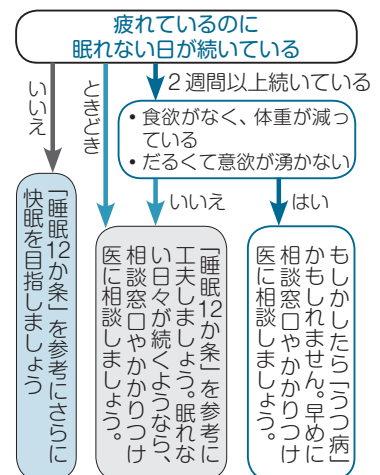 疲れているのに
眠れない日が続いている
いいえ
ときどき
2週間以上続いている
・食欲がなく、体重が減っ
ている
・だるくて意欲が湧かない
いいえ
はい
「睡眠12か条」を参考にさらに
快眠を目指しましょう
「睡眠12か条」を参考に
工夫しましょう。眠れな
い日々が続くようなら、
相談窓口やかかりつけ
医に相談しましょう。
もしかしたら「うつ病」
かもしれません。早めに
相談窓口やかかりつけ
医に相談しましょう。